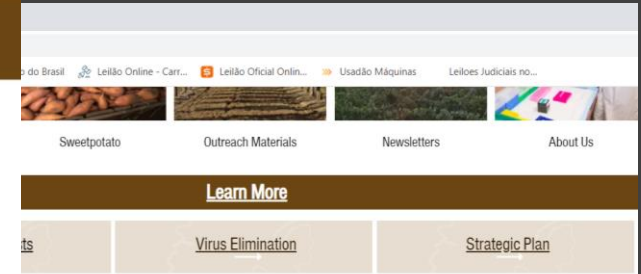 o do Brasil Leilão Online - Carr... S Leilão Oficial Onlin... Usadão Máquinas Leiloes Judiciais no...
Sweetpotato Outreach Materials Newsletters About Us
Learn More
cts Virus Elimination Strategic Plan